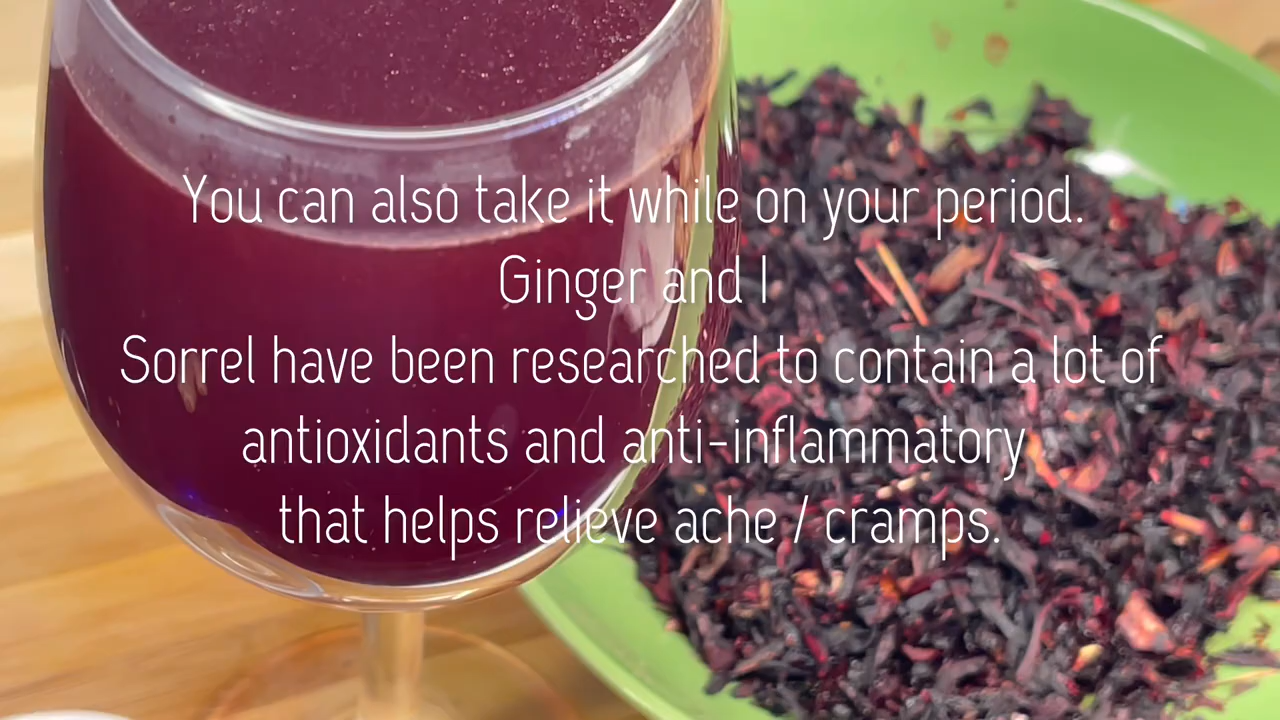 You can also take it while on your period.
Ginger and l
Sorrel have been researched to contain a lot of
antioxidants and anti-inflammatory
that helps relieve ache / cramps.